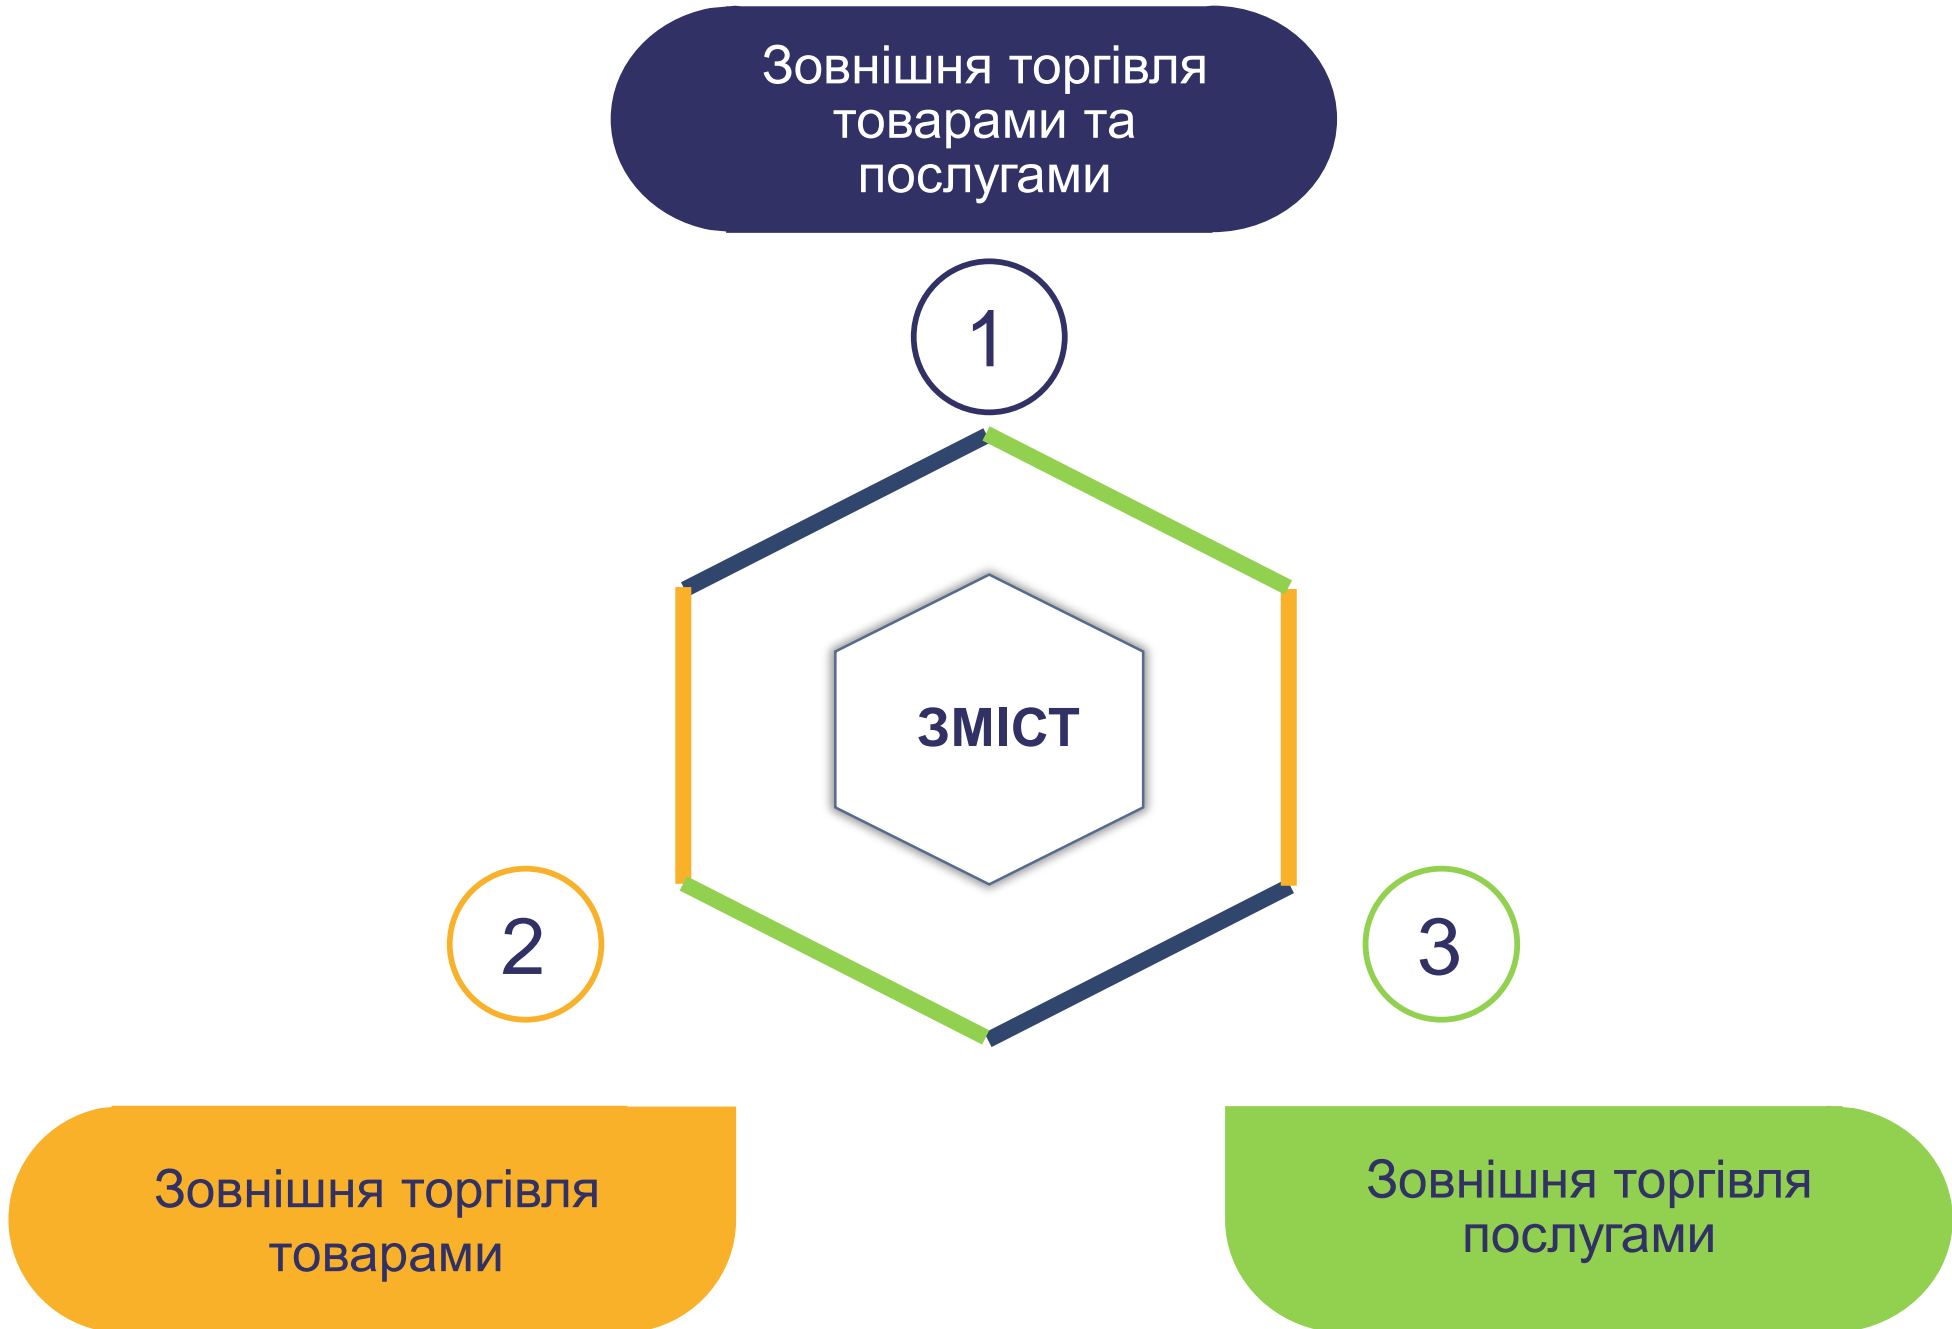 Зовнішня торгівля
товарами та
послугами
1
ЗМІСТ
2
3
Зовнішня торгівля
товарами
Зовнішня торгівля
послугами